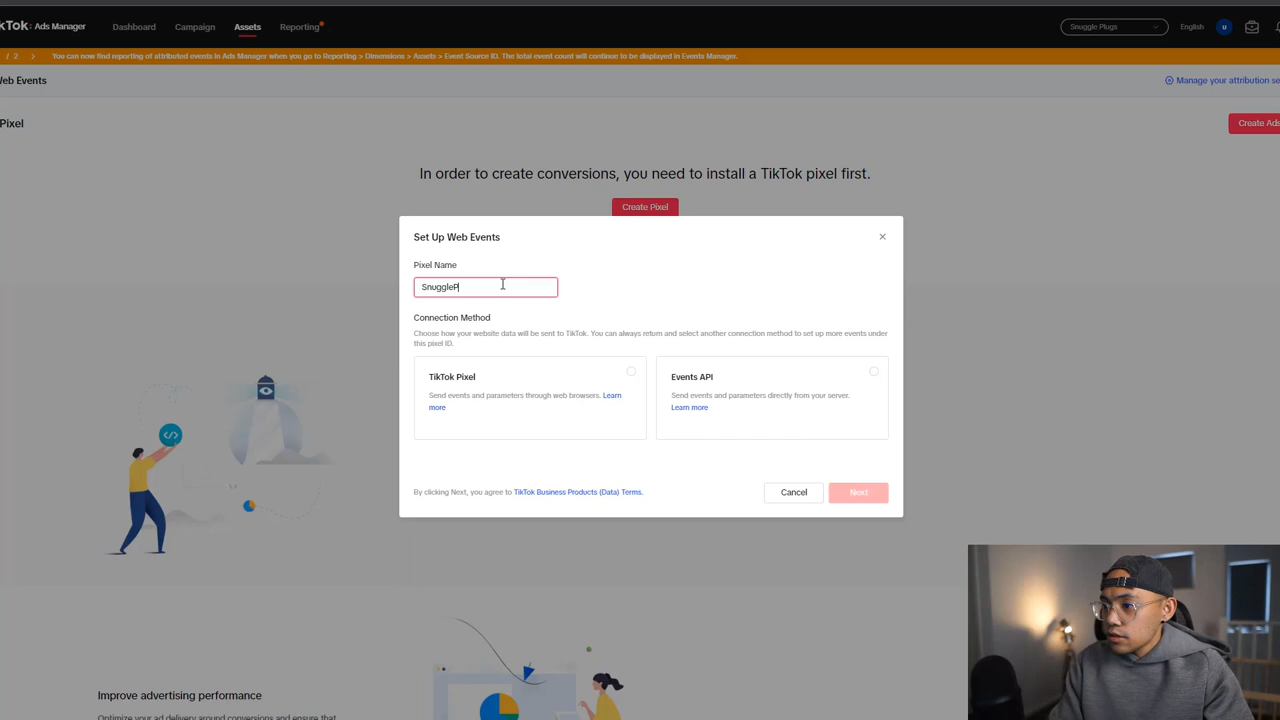 kTok: Ads Manager Dashboard Campaign Assets Reporting Snuggle Plugs English u
/ 2 > You can now find reporting of attributed events in Ads Manager when you go to Reporting > Dimensions > Assets > Event Source ID. The total event count will continue to be displayed in Events Manager.
eb Events Manage your attribution se
Pixel Create Ads
In order to create conversions, you need to install a TikTok pixel first.
Create Pixel
Set Up Web Events
Pixel Name
SnuggleP
Connection Method
Choose how your website data will be sent to TikTok. You can always return and select another connection method to set up more events under
this pixel ID.
TikTok Pixel
Send events and parameters through web browsers. Learn
more
Events API
Send events and parameters directly from your server.
Learn more
By clicking Next, you agree to TikTok Business Products (Data) Terms. Cancel Next
Improve advertising performance
Optimize your ad delivery around conversions and ensure that